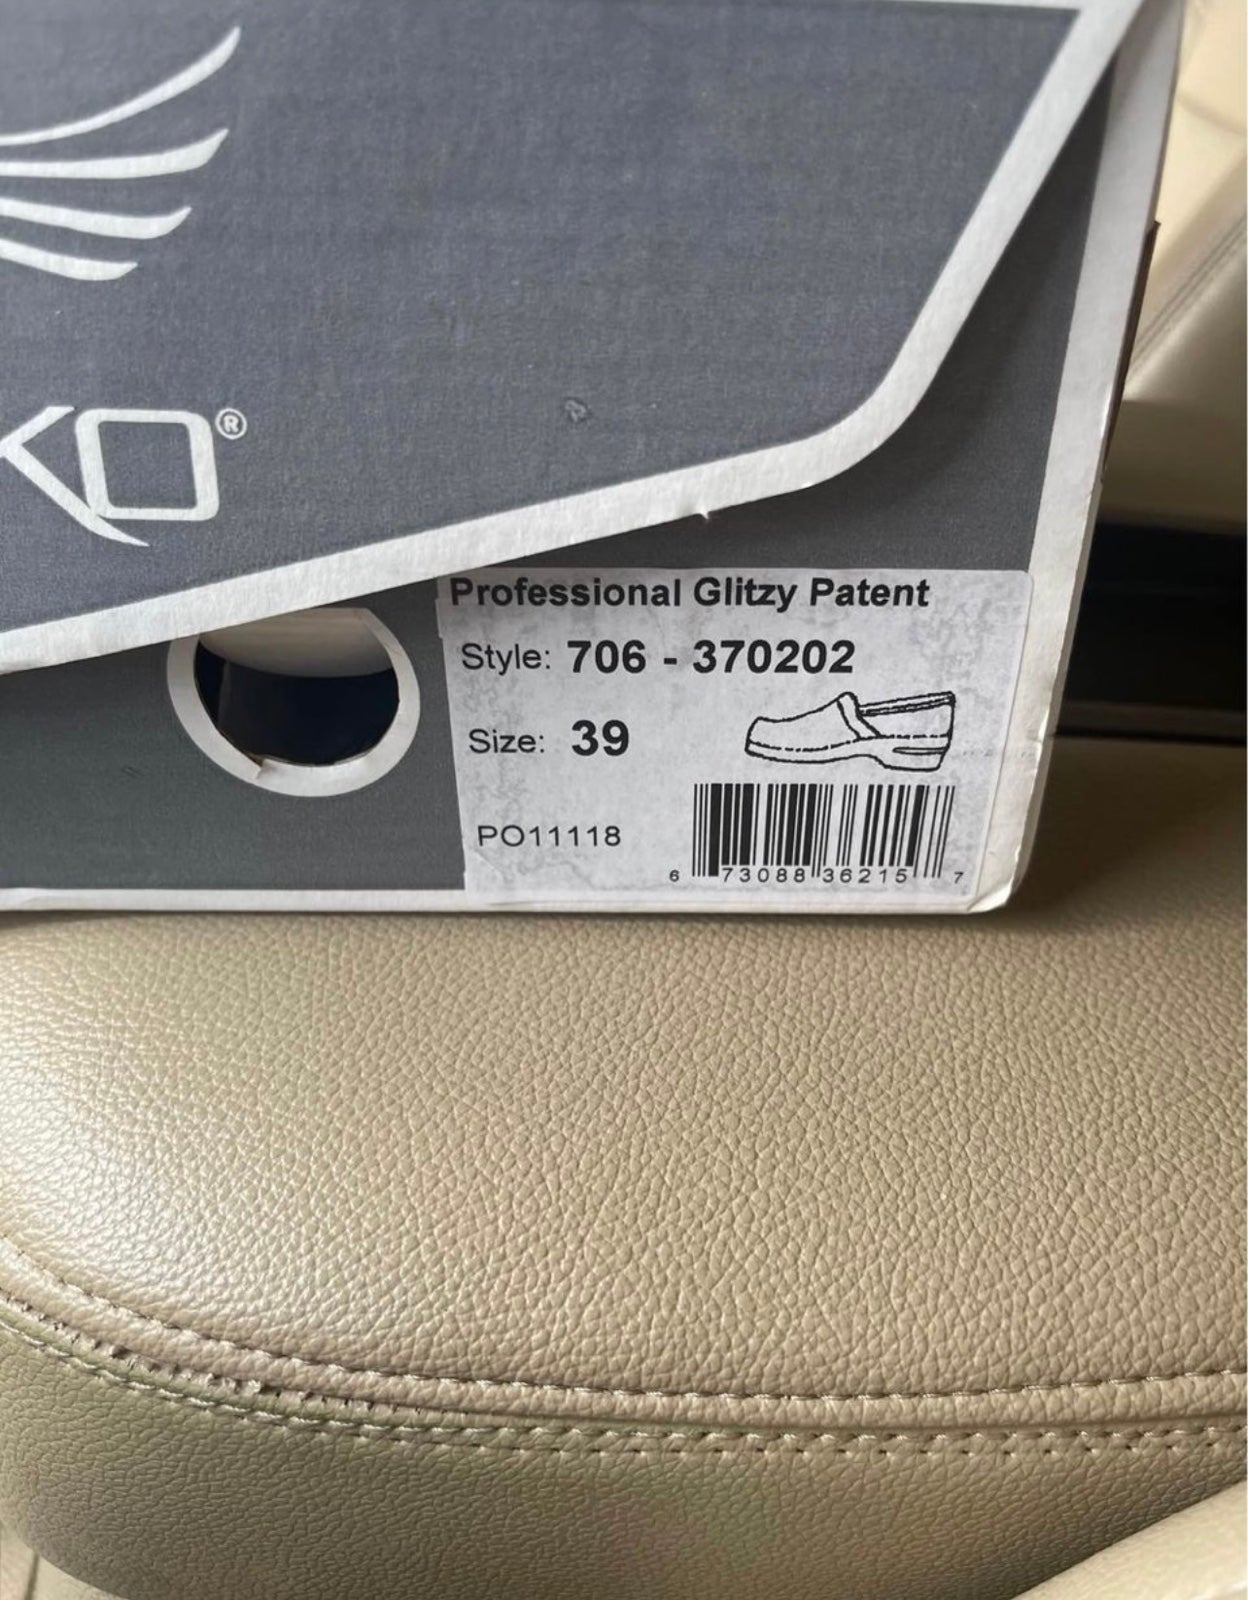 KO®
Professional Glitzy Patent
Style: 706 - 370202
Size: 39
PO11118
6 73088 36215 7